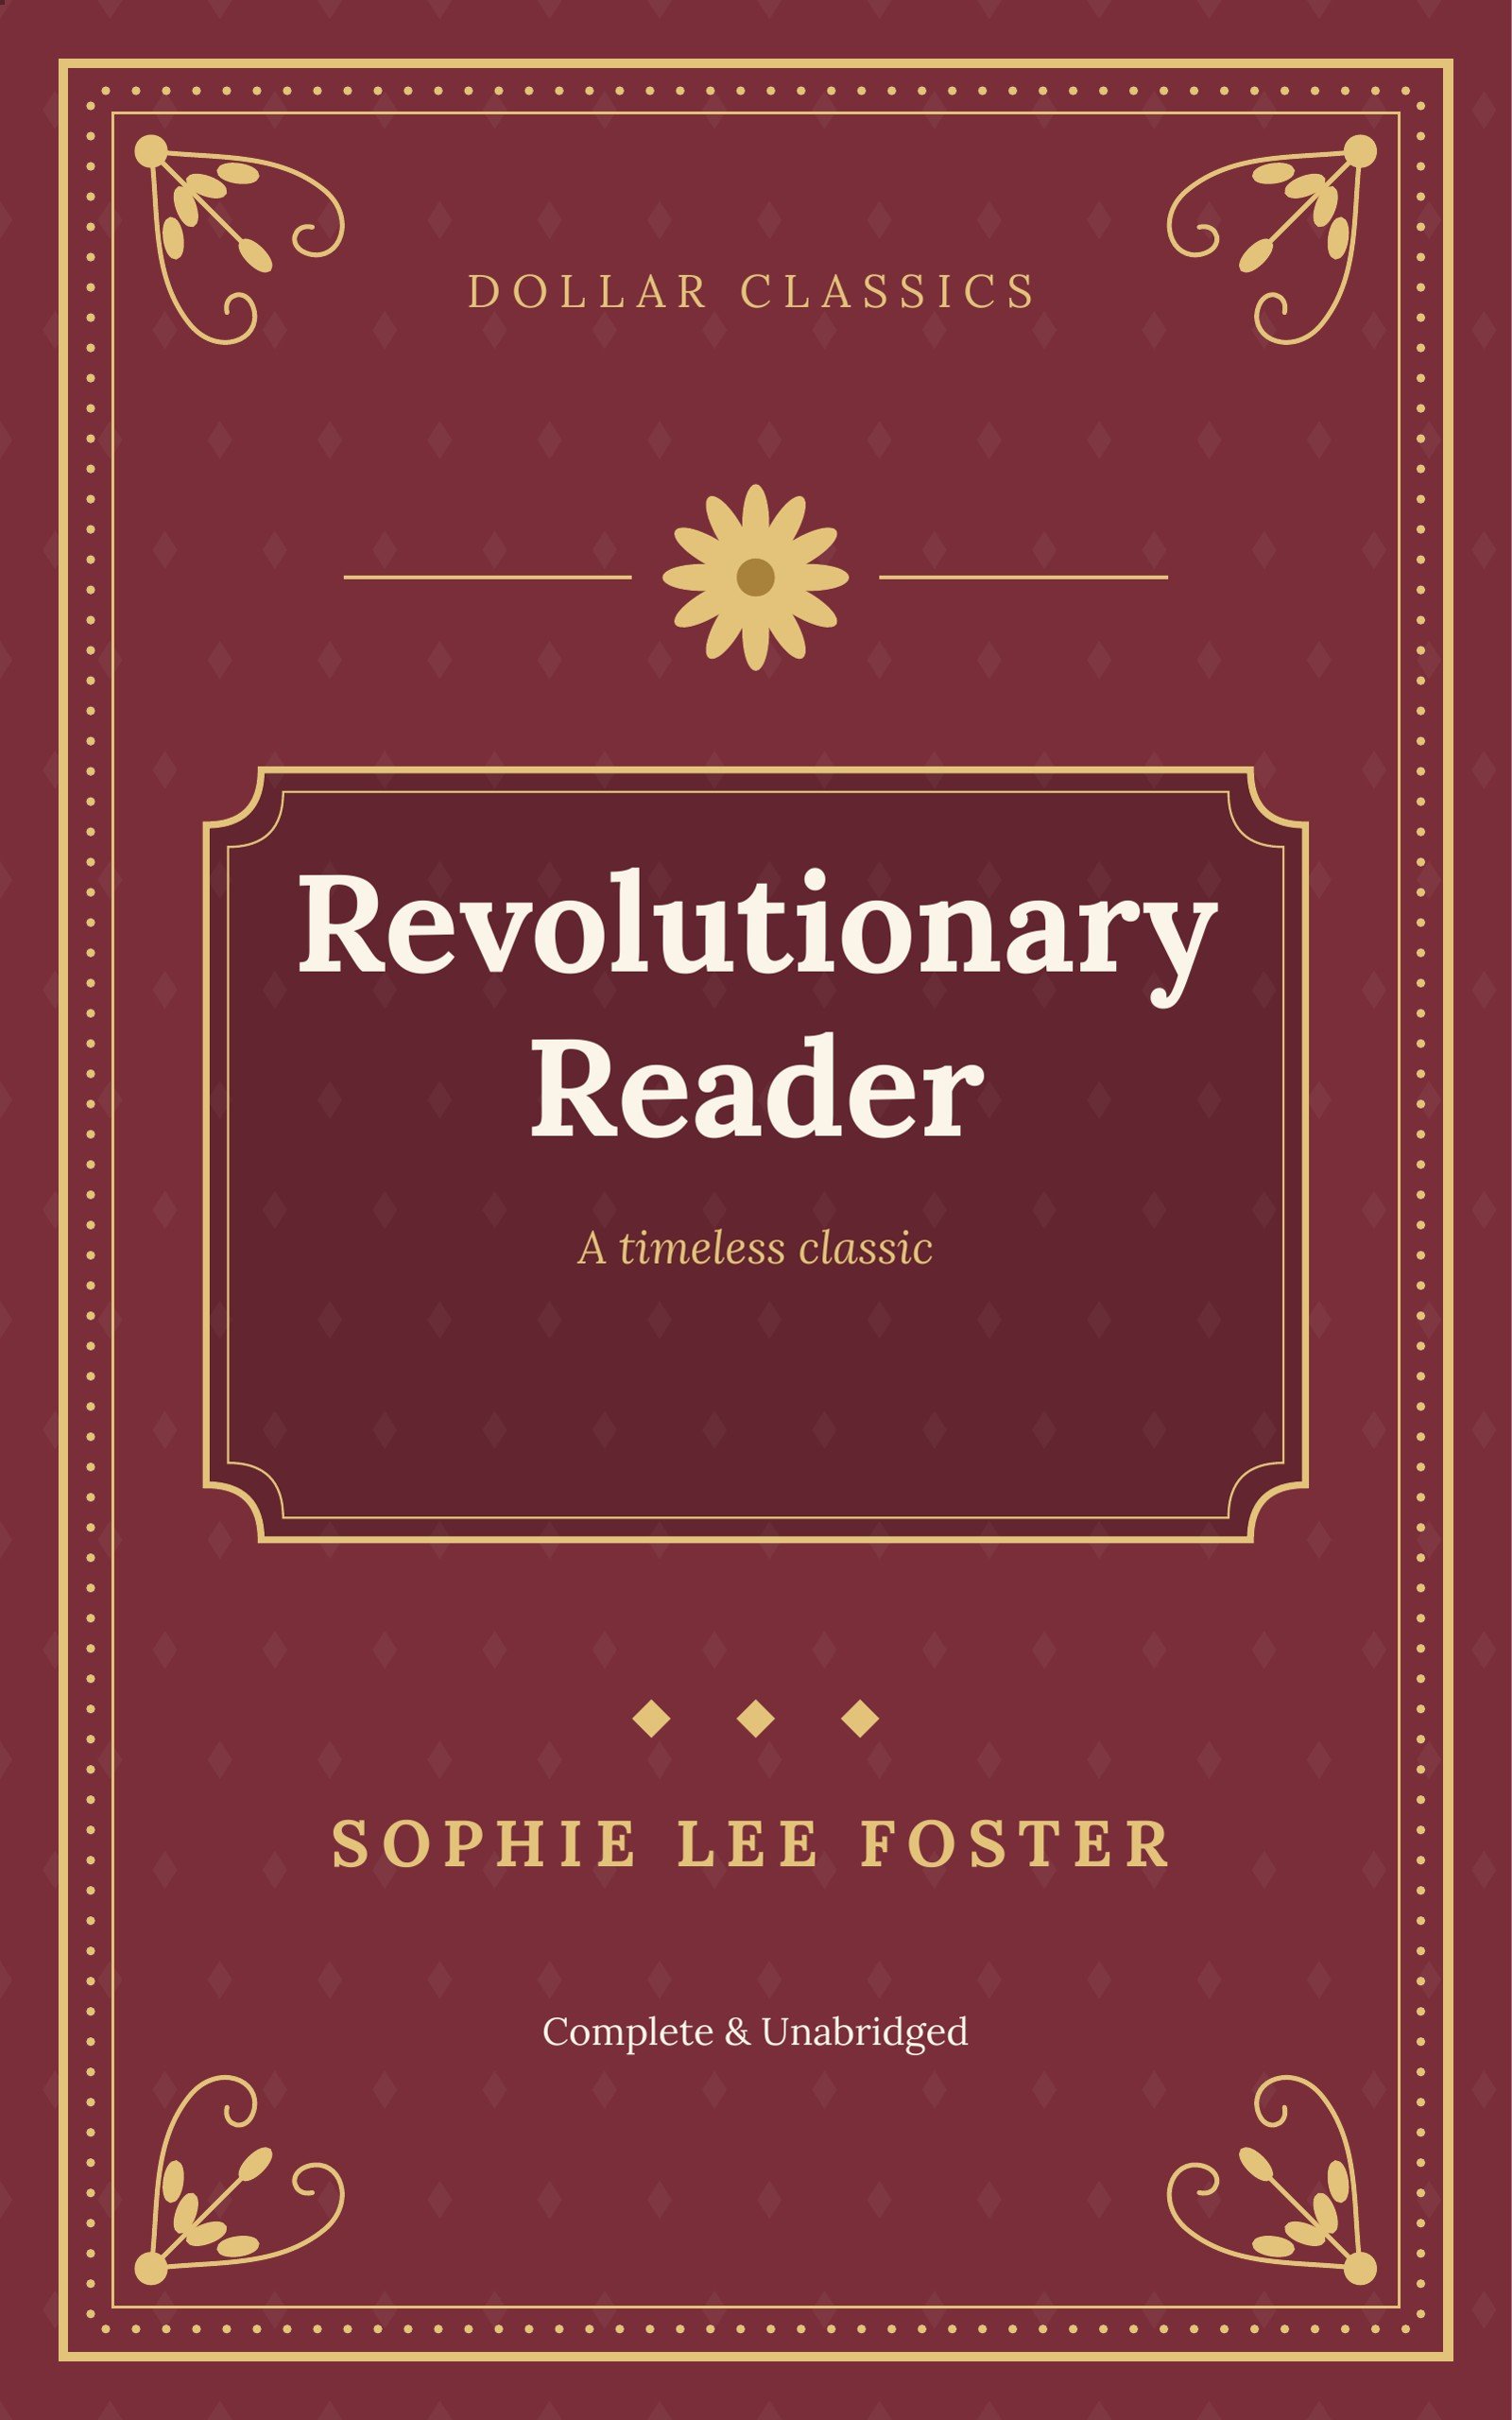 DOLLAR CLASSICS
Revolutionary
Reader
A timeless classic
SOPHIE LEE FOSTER
Complete & Unabridged